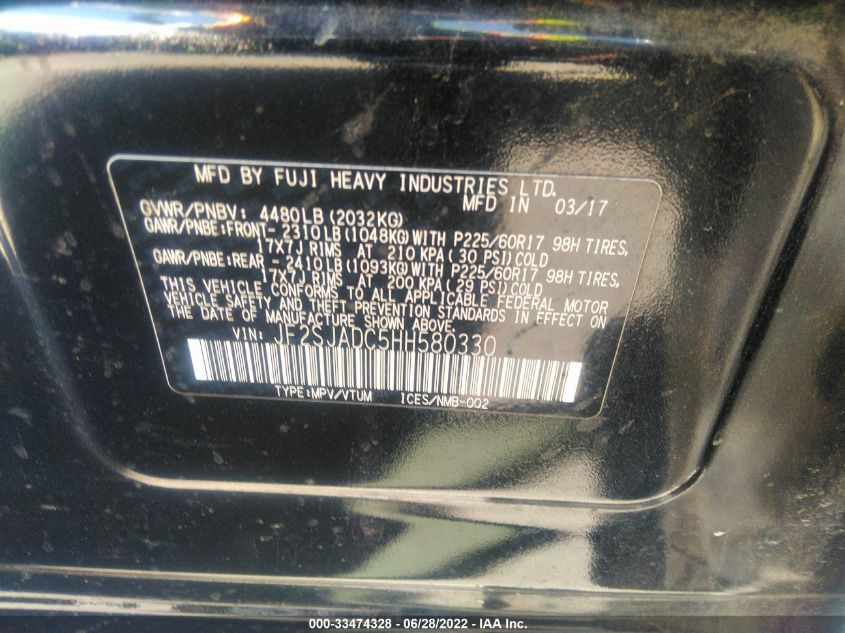 MFD BY FUJI HEAVY INDUSTRIES LTD.
MFD IN 03/17
GVWR/PNBV: 4480LB(2032KG)
GAWR/PNBE:FRONT- 2310LB(1048KG)WITH P225/60R17 98H TIRES,
17X7J RIMS AT 210 KPA(30 PSI)COLD
GAWR/PNBE:REAR - 2410LB(1093KG)WITH P225/60R17 98H TIRES,
17X7J RIMS AT 200 KPA(29 PSI)COLD
THIS VEHICLE CONFORMS TO ALL APPLICABLE FEDERAL MOTOR
VEHICLE SAFETY AND THEFT PREVENTION STANDARDS IN EFFECT ON
THE DATE OF MANUFACTURE SHOWN ABOVE.
VIN: JF2SJADC5HH580330
TYPE:MPV/VTUM ICES/NMB-002
000-33474328 - 06/28/2022 - IAA Inc.